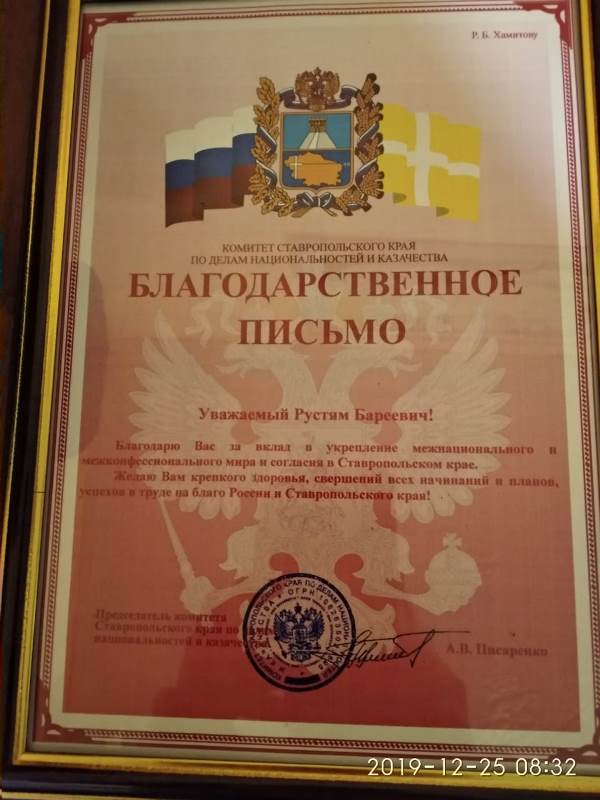 Р. Б. Хамитову
КОМИТЕТ СТАВРОПОЛЬСКОГО КРАЯ
ПО ДЕЛАМ НАЦИОНАЛЬНОСТЕЙ И КАЗАЧЕСТВА
БЛАГОДАРСТВЕННОЕ
ПИСЬМО
Уважаемый Рустям Бареевич!
Благодарю Вас за вклад в укрепление межнационального и
межконфессионального мира и согласия в Ставропольском крае.
Желаю Вам крепкого здоровья, свершений всех начинаний и планов,
успехов в труде на благо России и Ставропольского края!
Председатель комитета
Ставропольского края по
национальностей и казачества
А.В. Писаренко
2019-12-25 08:32